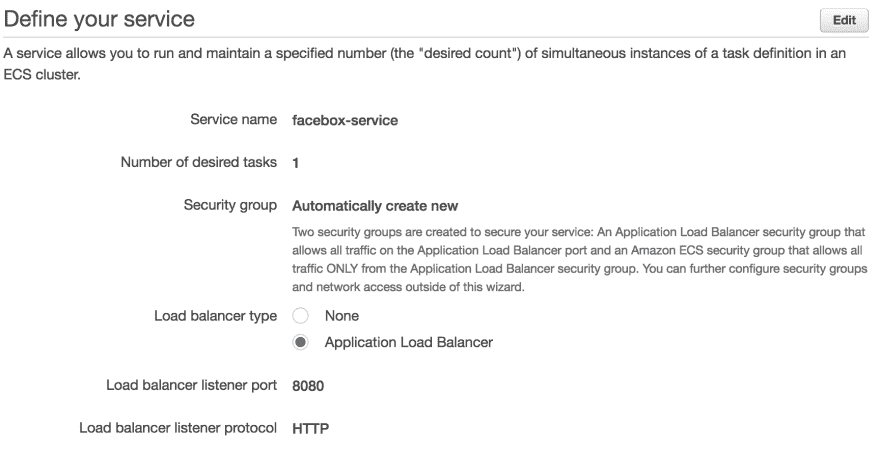 Define your service
Edit
A service allows you to run and maintain a specified number (the "desired count") of simultaneous instances of a task definition in an
ECS cluster.
Service name facebox-service
Number of desired tasks 1
Security group Automatically create new
Two security groups are created to secure your service: An Application Load Balancer security group that
allows all traffic on the Application Load Balancer port and an Amazon ECS security group that allows all
traffic ONLY from the Application Load Balancer security group. You can further configure security groups
and network access outside of this wizard.
Load balancer type None
Application Load Balancer
Load balancer listener port 8080
Load balancer listener protocol HTTP